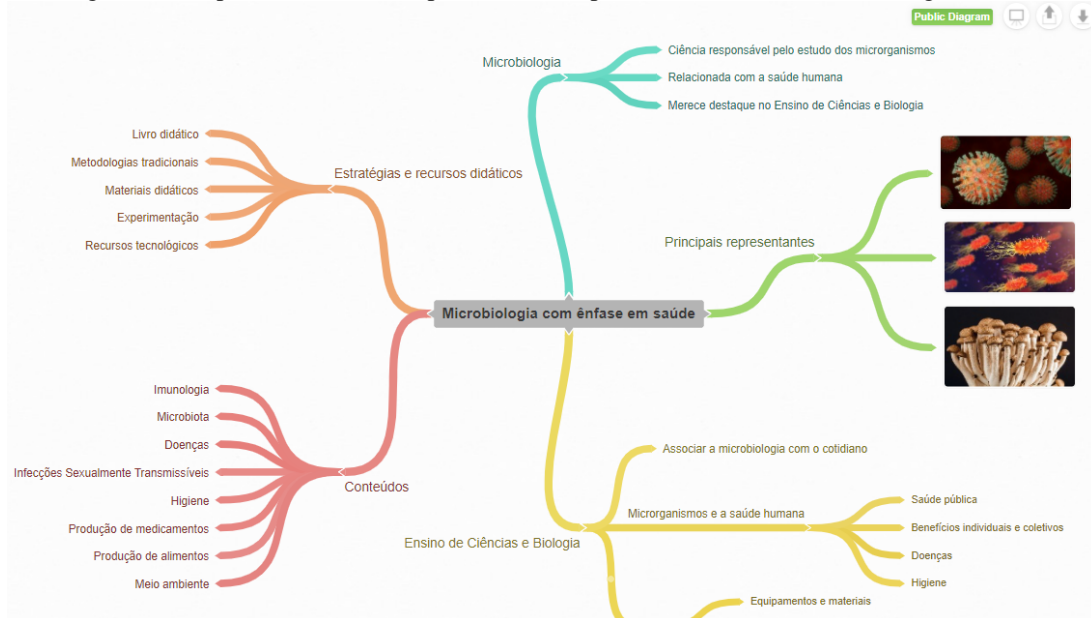 Public Diagram
Microbiologia
Ciência responsável pelo estudo dos microrganismos
Relacionada com a saúde humana
Merece destaque no Ensino de Ciências e Biologia
Estratégias e recursos didáticos
Livro didático
Metodologias tradicionais
Materiais didáticos
Experimentação
Recursos tecnológicos
Principais representantes
Microbiologia com ênfase em saúde
Conteúdos
Imunologia
Microbiota
Doenças
Infecções Sexualmente Transmissíveis
Higiene
Produção de medicamentos
Produção de alimentos
Meio ambiente
Ensino de Ciências e Biologia
Associar a microbiologia com o cotidiano
Microrganismos e a saúde humana
Saúde pública
Benefícios individuais e coletivos
Doenças
Higiene
Equipamentos e materiais